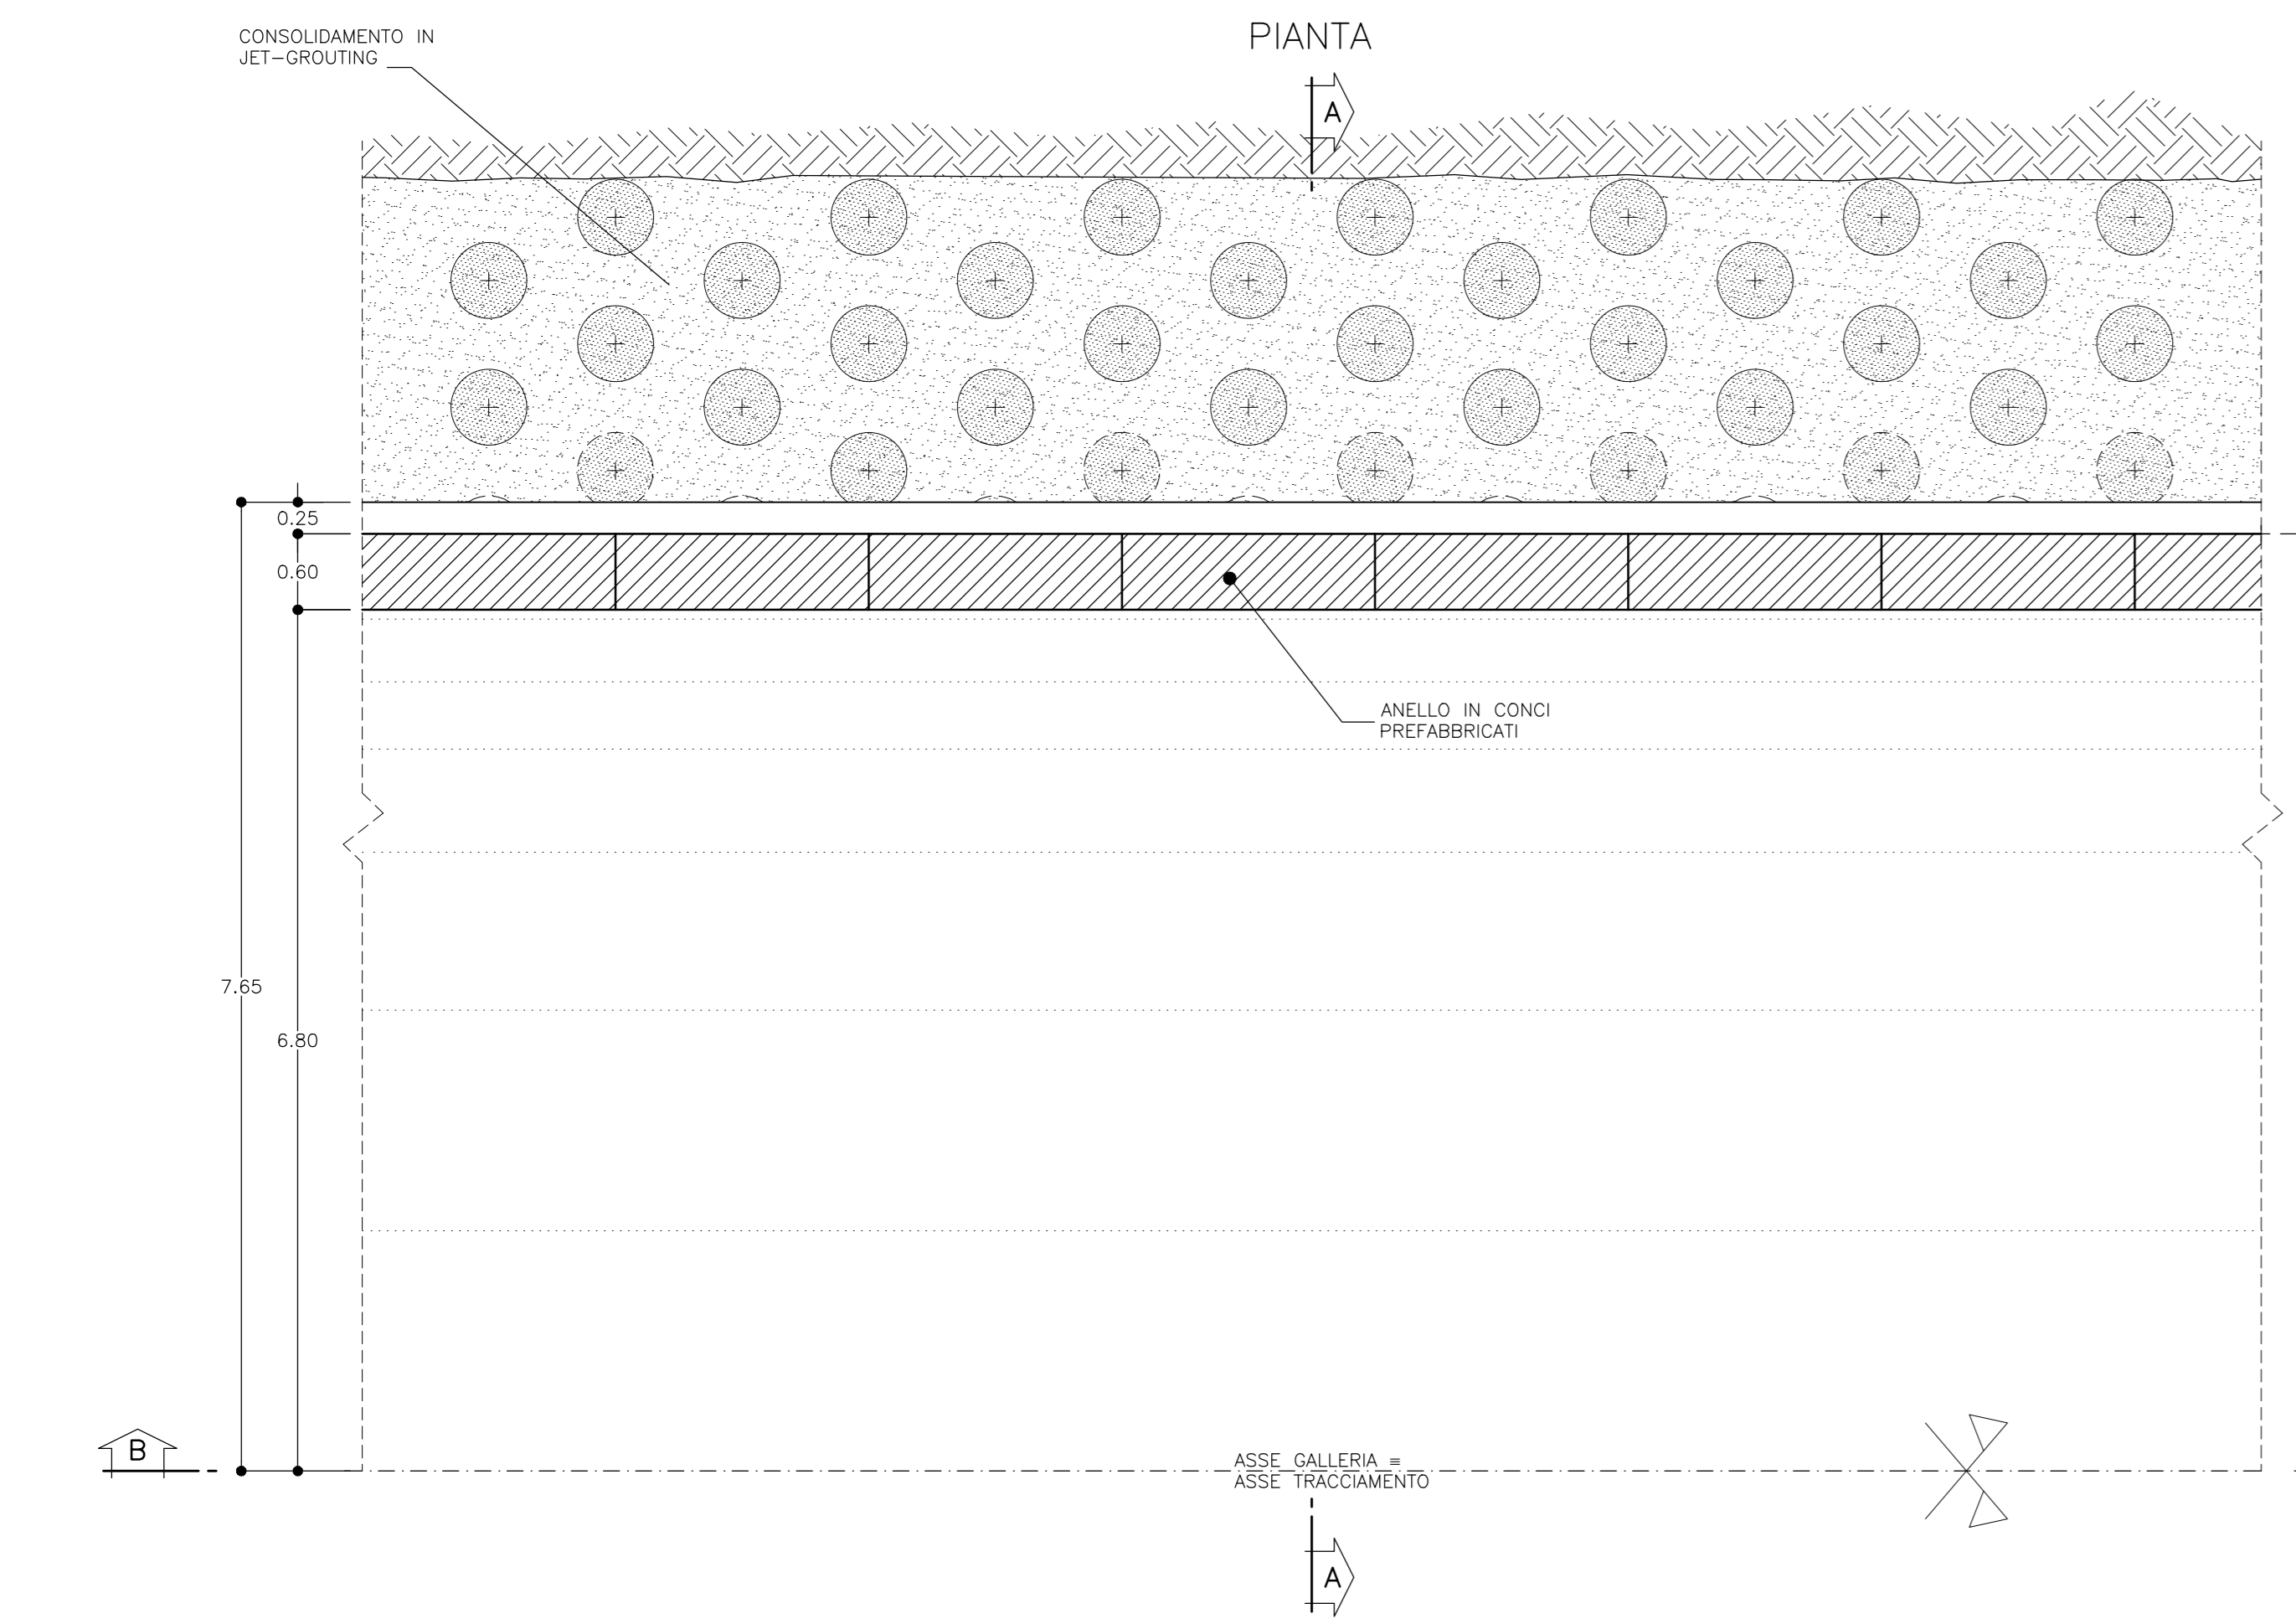 PIANTA
CONSOLIDAMENTO IN
JET-GROUTING
A
0.25
0.60
ANELLO IN CONCI
PREFABBRICATI
7.65
6.80
B
ASSE GALLERIA ≡
ASSE TRACCIAMENTO
A